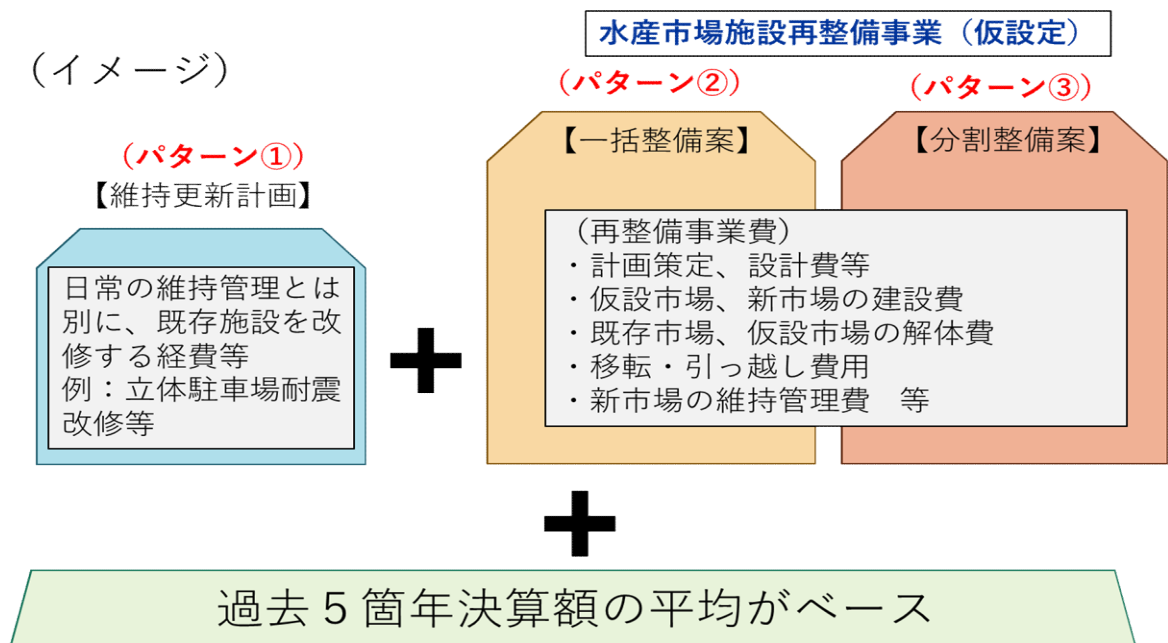 水産市場施設再整備事業（仮設定）
（イメージ）
（パターン①）
【維持更新計画】
日常の維持管理とは
別に、既存施設を改
修する経費等
例：立体駐車場耐震
改修等
＋
（パターン②）
【一括整備案】
（パターン③）
【分割整備案】
（再整備事業費）
・計画策定、設計費等
・仮設市場、新市場の建設費
・既存市場、仮設市場の解体費
・移転・引っ越し費用
・新市場の維持管理費　等
＋
過去５箇年決算額の平均がベース